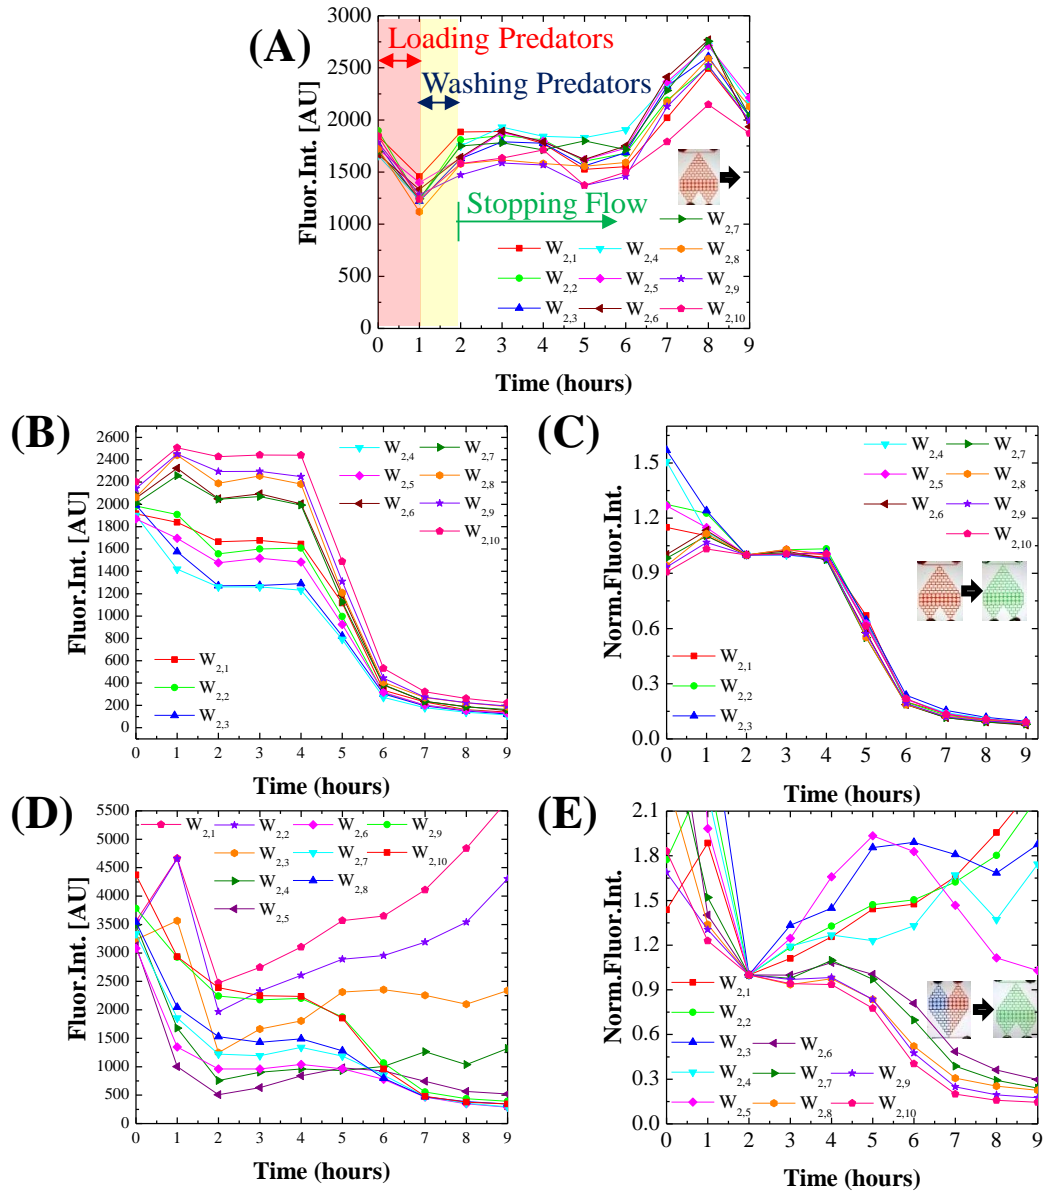 (A)
Loading Predators
Washing Predators
Stopping Flow
Fluor.Int. [AU]
3000
2500
2000
1500
1000
500
0
W2,7
W2,1 W2,4 W2,8
W2,2 W2,5 W2,9
W2,3 W2,6 W2,10
0 1 2 3 4 5 6 7 8 9
Time (hours)
(B)
Fluor.Int. [AU]
2600
2400
2200
2000
1800
1600
1400
1200
1000
800
600
400
200
0
W2,4 W2,7
W2,5 W2,8
W2,6 W2,9
W2,10
W2,1
W2,2
W2,3
0 1 2 3 4 5 6 7 8 9
Time (hours)
(C)
Norm.Fluor.Int.
1.5
1.2
0.9
0.6
0.3
0.0
W2,4 W2,7
W2,5 W2,8
W2,6 W2,9
W2,10
W2,1
W2,2
W2,3
0 1 2 3 4 5 6 7 8 9
Time (hours)
(D)
Fluor.Int. [AU]
5500
5000
4500
4000
3500
3000
2500
2000
1500
1000
500
0
W2,1 W2,2 W2,6 W2,9
W2,3 W2,7 W2,10
W2,4 W2,8
W2,5
0 1 2 3 4 5 6 7 8 9
Time (hours)
(E)
Norm.Fluor.Int.
2.1
1.8
1.5
1.2
0.9
0.6
0.3
0.0
W2,1
W2,2
W2,3 W2,6
W2,4 W2,7 W2,9
W2,5 W2,8 W2,10
0 1 2 3 4 5 6 7 8 9
Time (hours)